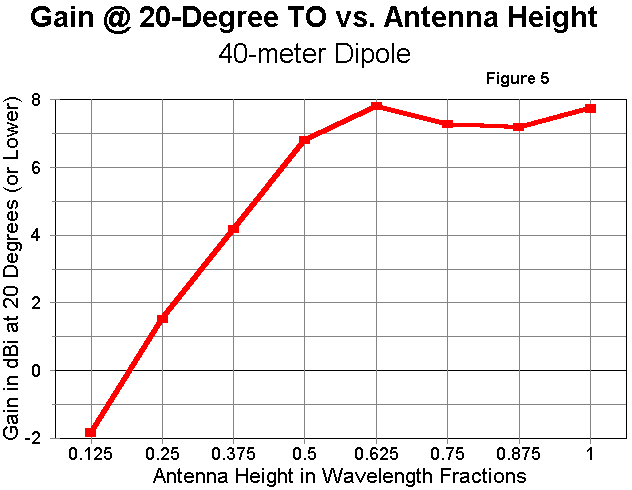 Gain @ 20-Degree TO vs. Antenna Height
40-meter Dipole
Figure 5
Gain in dBi at 20 Degrees (or Lower)
8
6
4
2
0
-2
0.125 0.25 0.375 0.5 0.625 0.75 0.875 1
Antenna Height in Wavelength Fractions